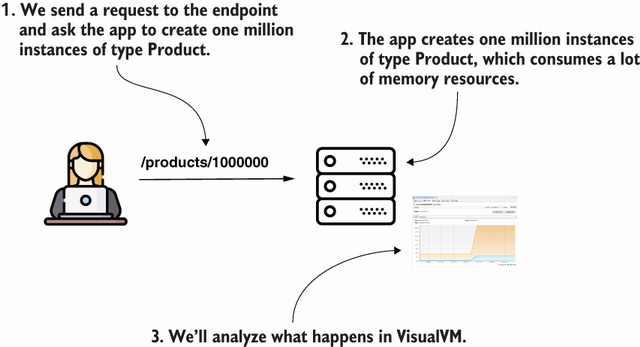 1. We send a request to the endpoint
and ask the app to create one million
instances of type Product.
2. The app creates one million instances
of type Product, which consumes a lot
of memory resources.
/products/1000000
3. We’ll analyze what happens in VisualVM.